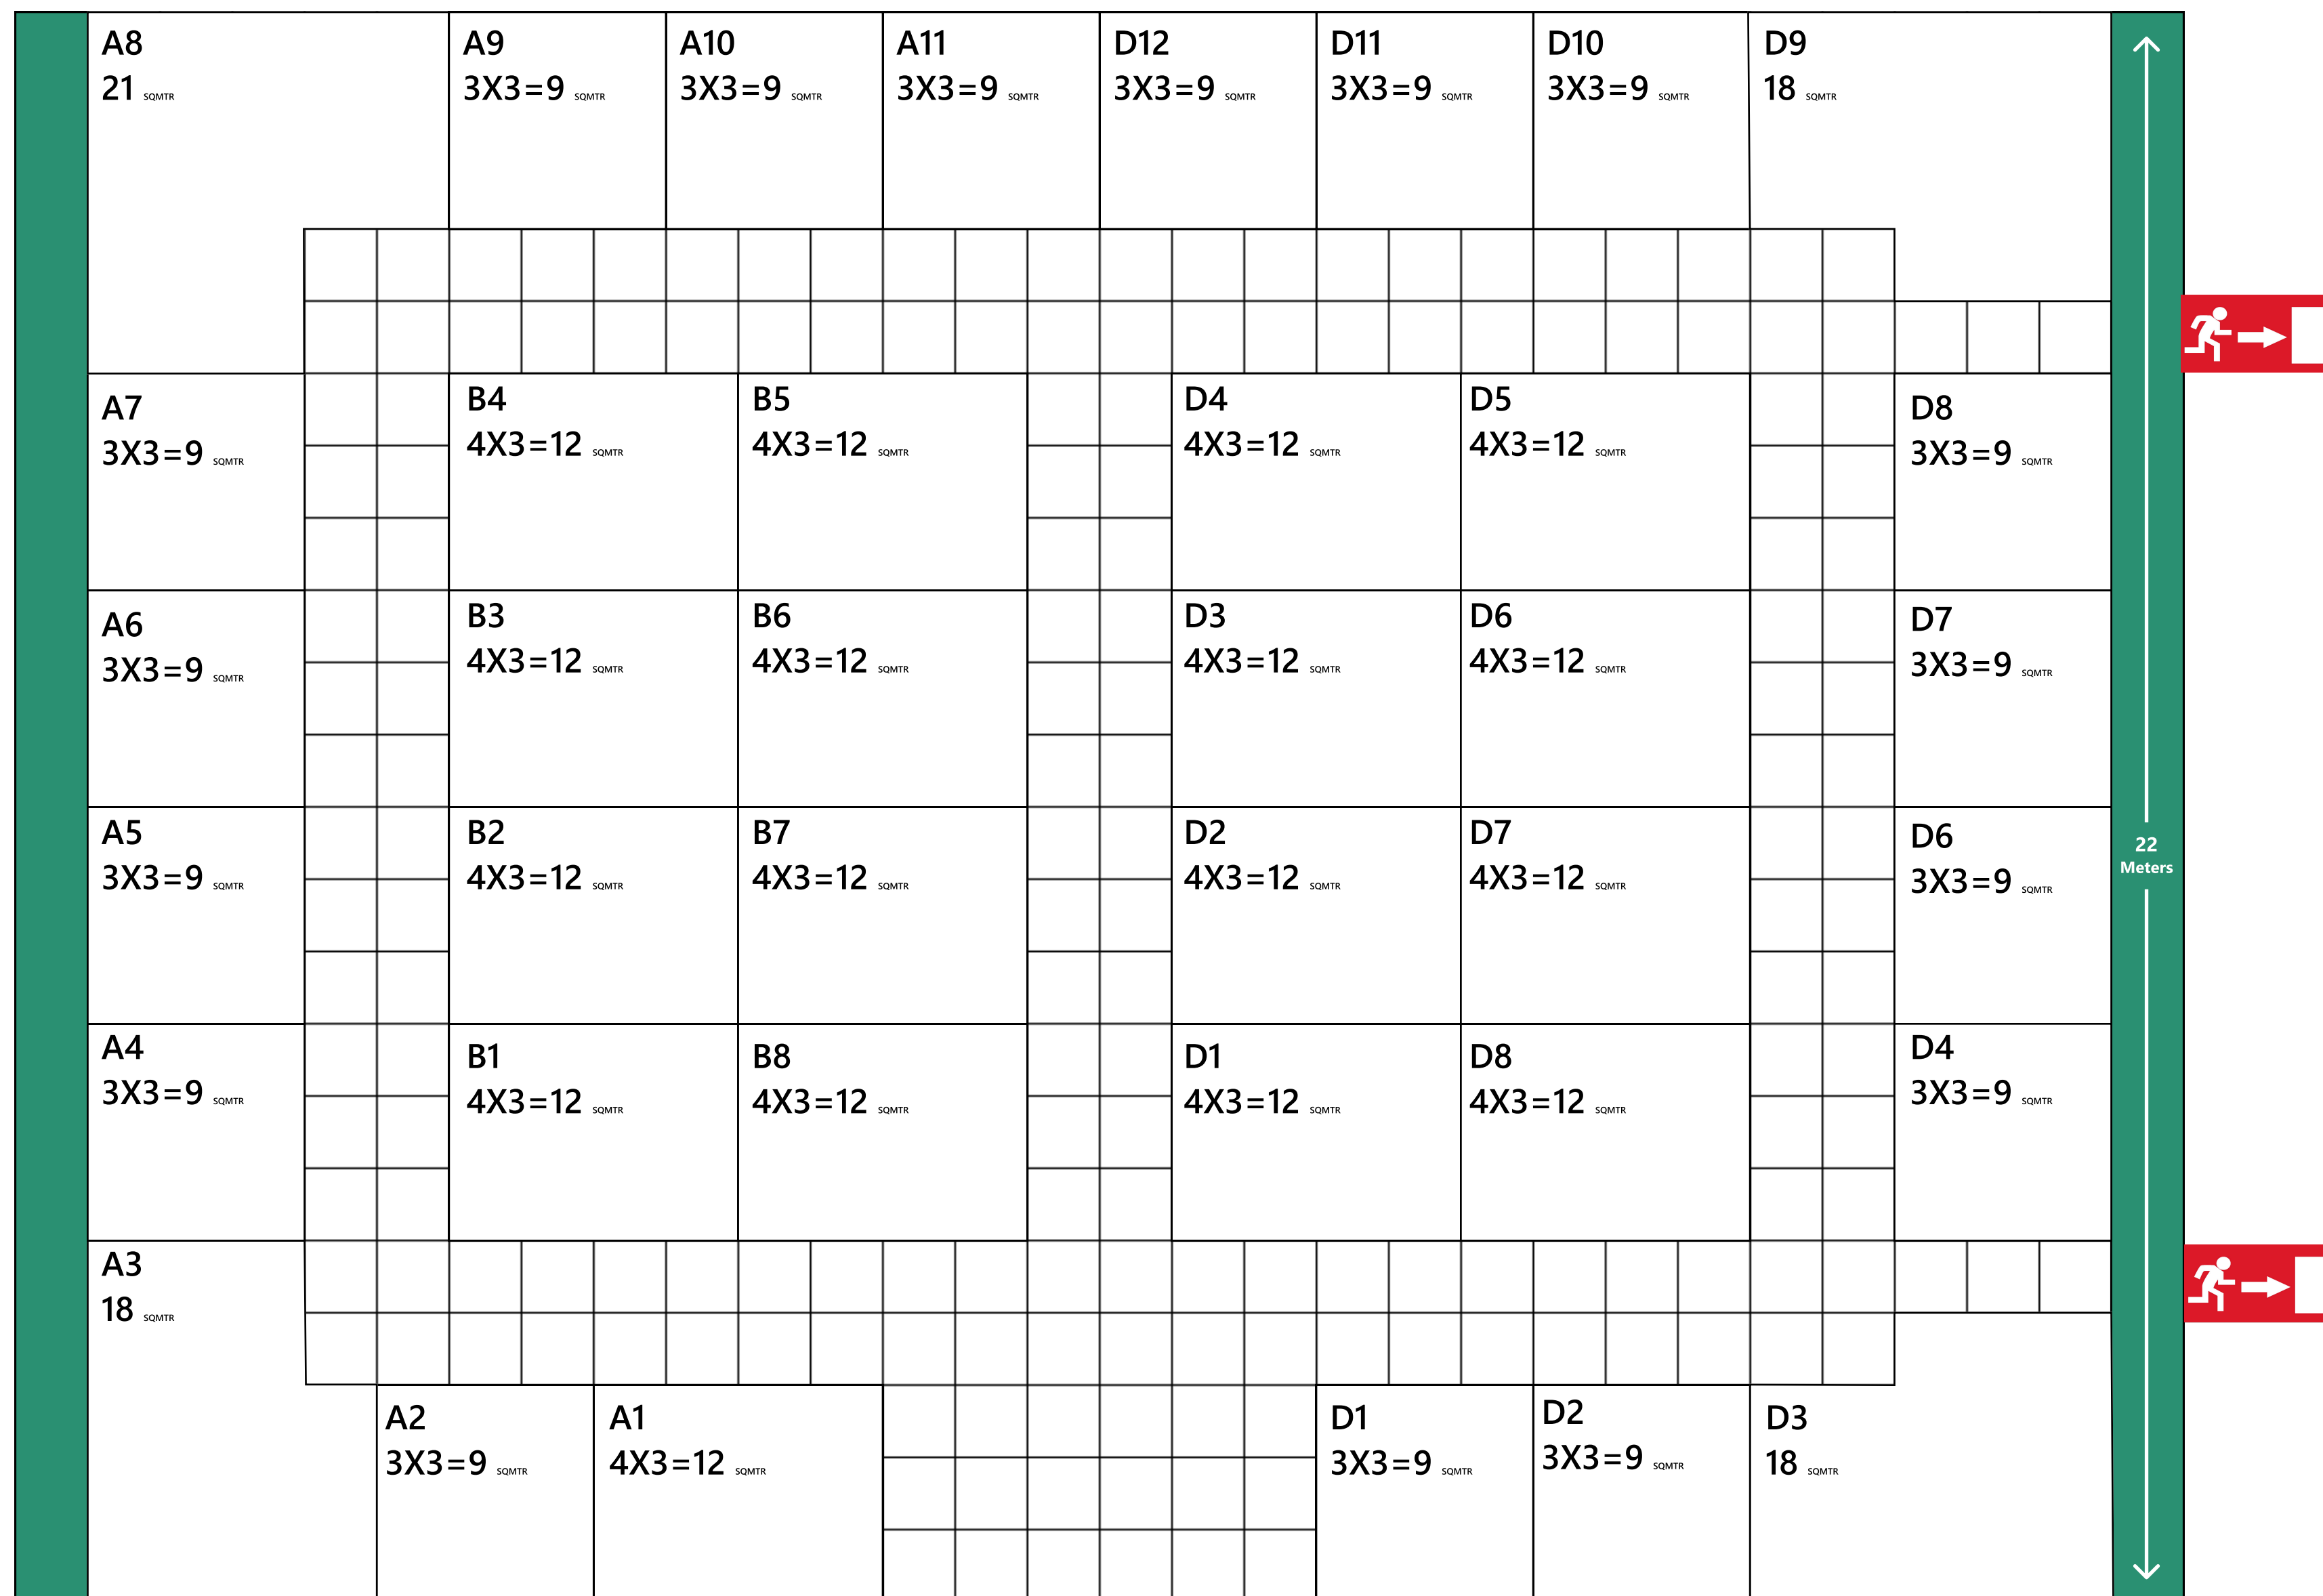 A8
21 SQMTR
A9
3X3=9 SQMTR
A10
3X3=9 SQMTR
A11
3X3=9 SQMTR
D12
3X3=9 SQMTR
D11
3X3=9 SQMTR
D10
3X3=9 SQMTR
D9
18 SQMTR
A7
3X3=9 SQMTR
B4
4X3=12 SQMTR
B5
4X3=12 SQMTR
D4
4X3=12 SQMTR
D5
4X3=12 SQMTR
D8
3X3=9 SQMTR
A6
3X3=9 SQMTR
B3
4X3=12 SQMTR
B6
4X3=12 SQMTR
D3
4X3=12 SQMTR
D6
4X3=12 SQMTR
D7
3X3=9 SQMTR
A5
3X3=9 SQMTR
B2
4X3=12 SQMTR
B7
4X3=12 SQMTR
D2
4X3=12 SQMTR
D7
4X3=12 SQMTR
D6
3X3=9 SQMTR
22
Meters
A4
3X3=9 SQMTR
B1
4X3=12 SQMTR
B8
4X3=12 SQMTR
D1
4X3=12 SQMTR
D8
4X3=12 SQMTR
D4
3X3=9 SQMTR
A3
18 SQMTR
A2
3X3=9 SQMTR
A1
4X3=12 SQMTR
D1
3X3=9 SQMTR
D2
3X3=9 SQMTR
D3
18 SQMTR